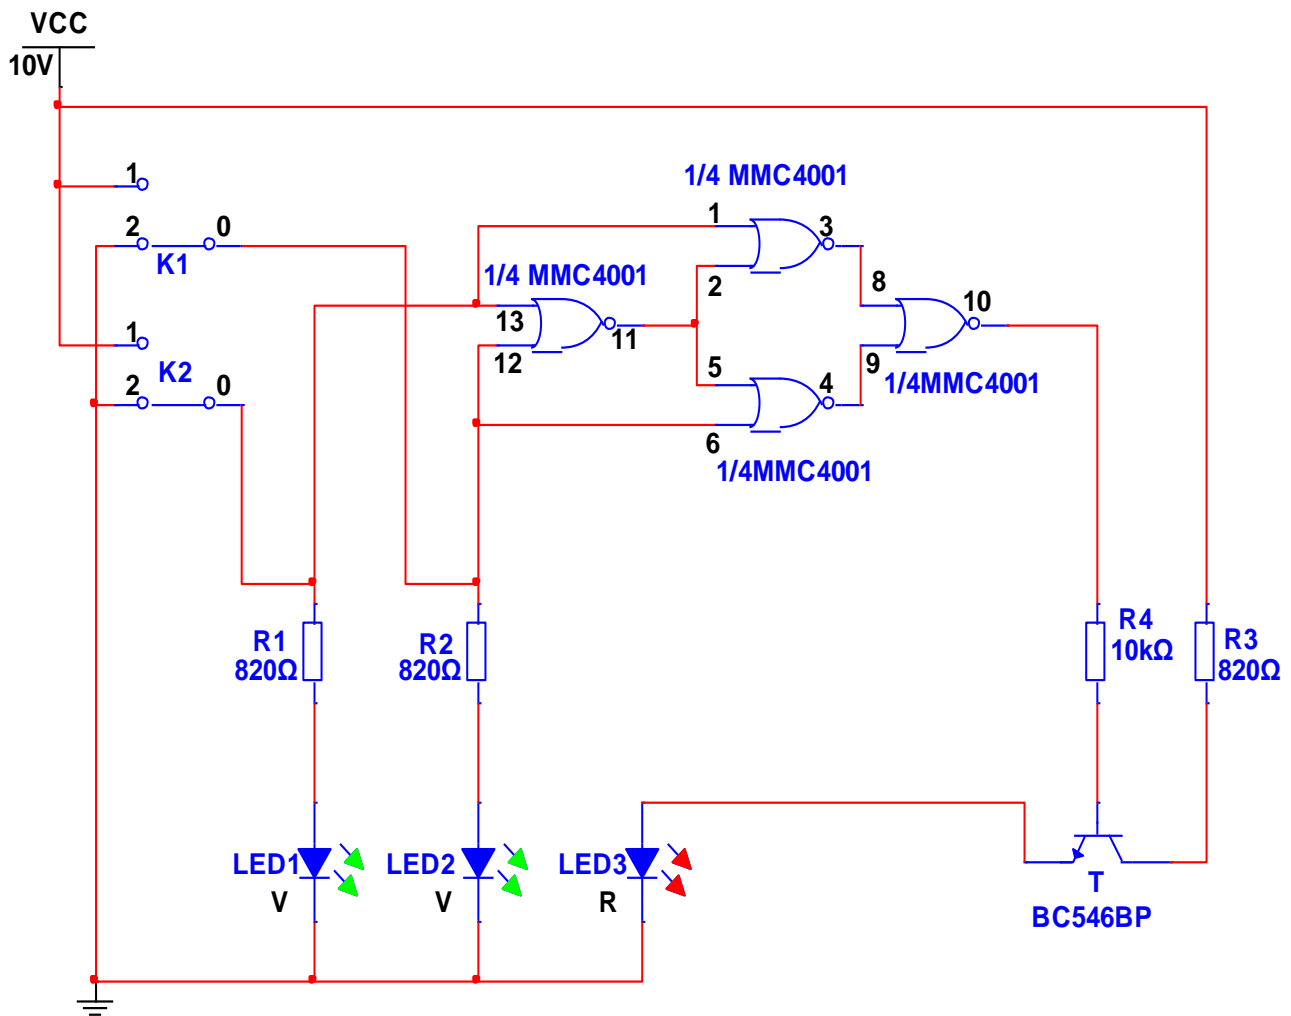 VCC
10V
1
2 0
K1
1
K2
2 0
1/4 MMC4001
1
2
3
1/4 MMC4001
13
12
11
5
6
4
1/4MMC4001
8
9
10
1/4MMC4001
R1
820Ω
R2
820Ω
R4
10kΩ
R3
820Ω
LED1
V
LED2
V
LED3
R
T
BC546BP